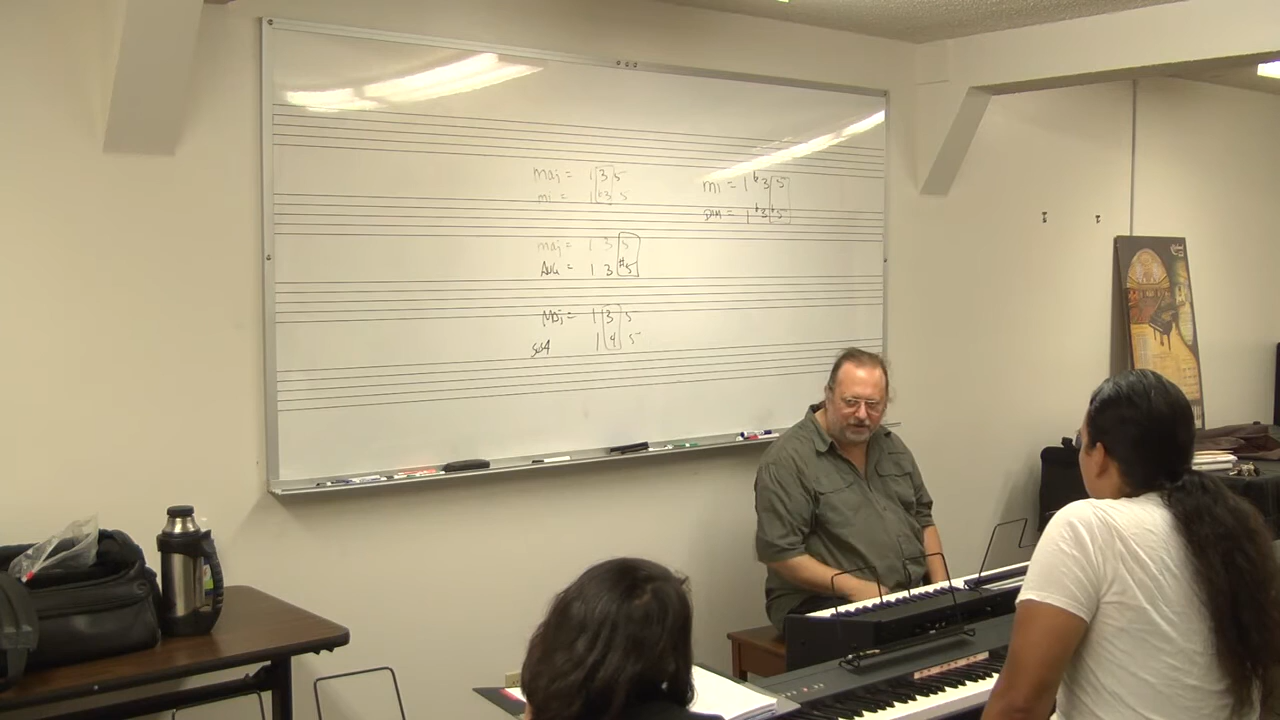 maj = 1 3 5
mi = 1 b3 5
maj = 1 3 5
AUG = 1 3 #5
Maj = 1 3 5
sus4 1 4 5
mi = 1 b3 5
DIM = 1 b3 b5